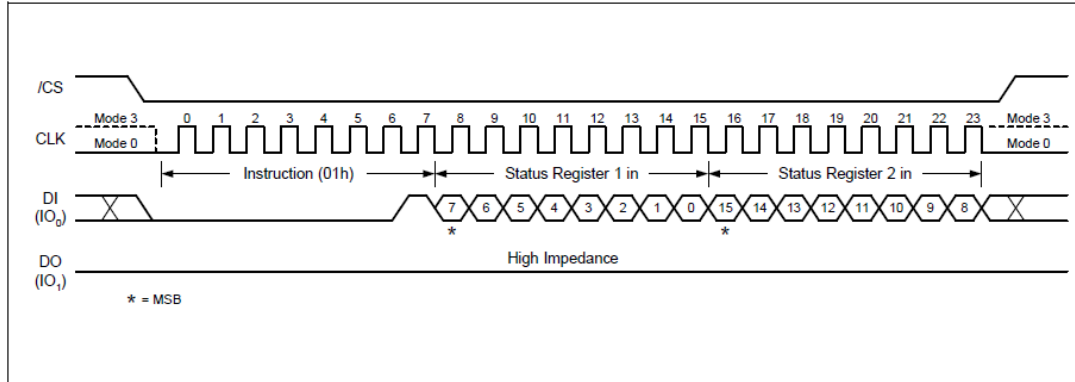 /CS
Mode 3 0 1 2 3 4 5 6 7 8 9 10 11 12 13 14 15 16 17 18 19 20 21 22 23 Mode 3
CLK Mode 0 Mode 0
Instruction (01h) Status Register 1 in Status Register 2 in
DI
(IO0) 7 6 5 4 3 2 1 0 15 14 13 12 11 10 9 8
* *
DO High Impedance
(IO1)
* = MSB